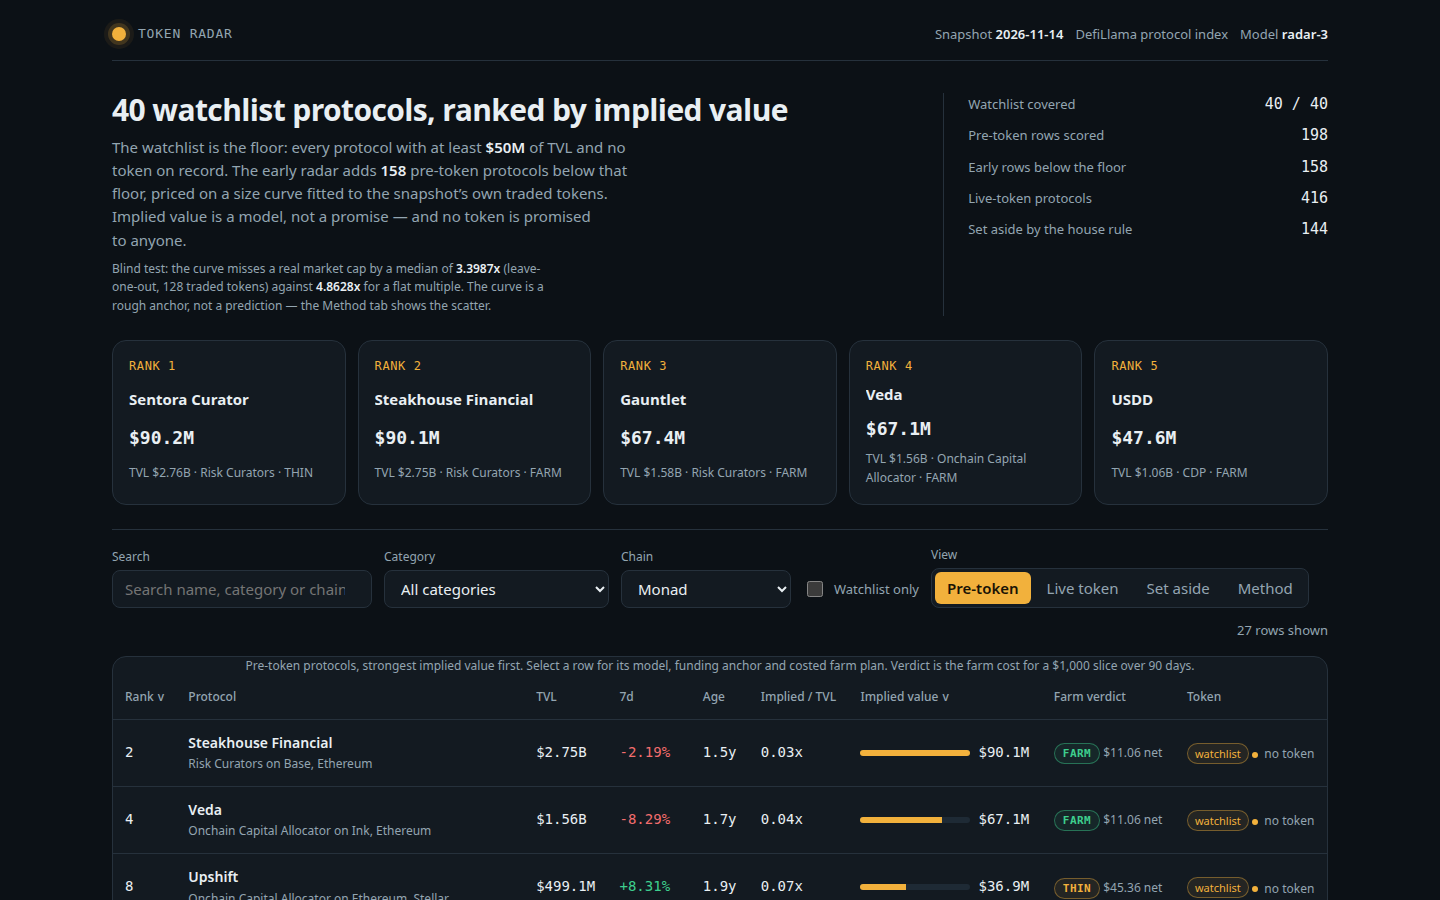 TOKEN RADAR
Snapshot 2026-11-14 DefiLlama protocol index Model radar-3
40 watchlist protocols, ranked by implied value
The watchlist is the floor: every protocol with at least $50M of TVL and no
token on record. The early radar adds 158 pre-token protocols below that
floor, priced on a size curve fitted to the snapshot's own traded tokens.
Implied value is a model, not a promise — and no token is promised
to anyone.
Blind test: the curve misses a real market cap by a median of 3.3987x (leave-
one-out, 128 traded tokens) against 4.8628x for a flat multiple. The curve is a
rough anchor, not a prediction — the Method tab shows the scatter.
Watchlist covered 40 / 40
Pre-token rows scored 198
Early rows below the floor 158
Live-token protocols 416
Set aside by the house rule 144
RANK 1
Sentora Curator
$90.2M
TVL $2.76B · Risk Curators · THIN
RANK 2
Steakhouse Financial
$90.1M
TVL $2.75B · Risk Curators · FARM
RANK 3
Gauntlet
$67.4M
TVL $1.58B · Risk Curators · FARM
RANK 4
Veda
$67.1M
TVL $1.56B · Onchain Capital
Allocator · FARM
RANK 5
USDD
$47.6M
TVL $1.06B · CDP · FARM
Search
Search name, category or chain
Category
All categories
Chain
Monad
Watchlist only
View
Pre-token Live token Set aside Method
27 rows shown
Pre-token protocols, strongest implied value first. Select a row for its model, funding anchor and costed farm plan. Verdict is the farm cost for a $1,000 slice over 90 days.
Rank v Protocol TVL 7d Age Implied / TVL Implied value v Farm verdict Token
2 Steakhouse Financial $2.75B -2.19% 1.5y 0.03x $90.1M FARM $11.06 net watchlist no token
Risk Curators on Base, Ethereum
4 Veda $1.56B -8.29% 1.7y 0.04x $67.1M FARM $11.06 net watchlist no token
Onchain Capital Allocator on Ink, Ethereum
8 Upshift $499.1M +8.31% 1.9y 0.07x $36.9M THIN $45.36 net watchlist no token
Onchain Capital Allocator on Ethereum, Stellar